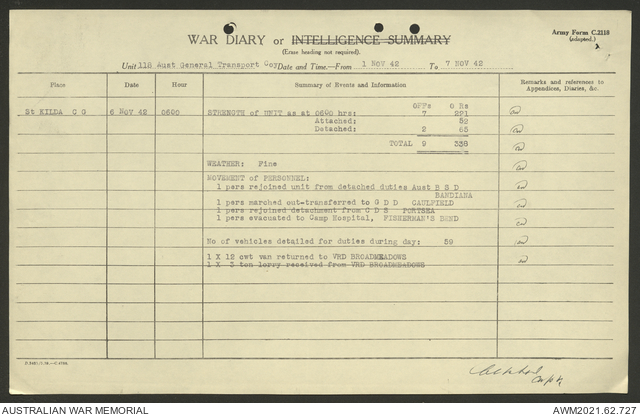 Army Form C.2118
(adapted.)
WAR DIARY or INTELLIGENCE SUMMARY
(Erase heading not required).
Unit 118 Aust General Transport Coy Date and Time.—From 1 NOV 42 To 7 NOV 42
Place Date Hour Summary of Events and Information Remarks and references to Appendices, Diaries, &c.
St KILDA C G 6 Nov 42 0600 STRENGTH of UNIT as at 0600 hrs: OFFs O Rs
7 221
Attached: 52
Detached: 2 65
TOTAL 9 338
WEATHER: Fine
MOVEMENT OF PERSONNEL:
1 pers rejoined unit from detached duties Aust B S D
BANDIANA
1 pers marched out-transferred to G D D CAULFIELD
1 pers rejoined detachment from C D S PORTSEA
1 pers evacuated to Camp Hospital, FISHERMAN'S BEND
No of vehicles detailed for duties during day: 59
1 X 12 cwt van was returned to VRD BROADMEADOWS
1 X 3 ton lorry received from VRD BROADMEADOWS
AUSTRALIAN WAR MEMORIAL AWM2021.62.727